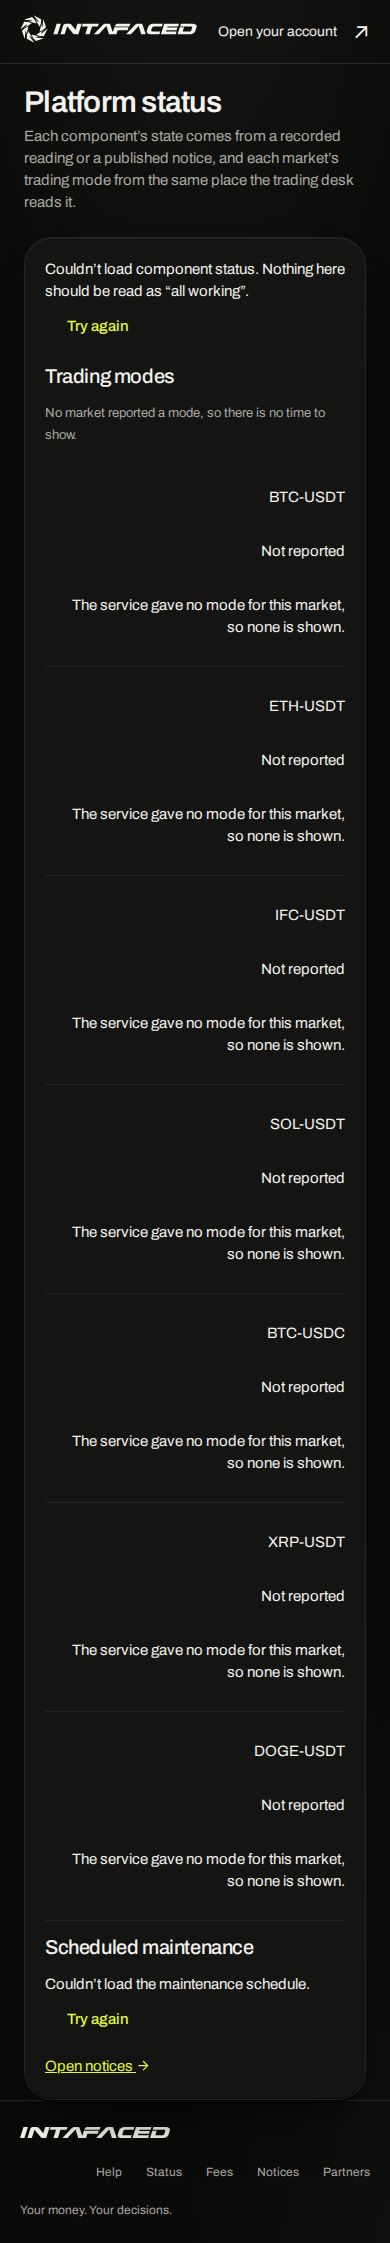 INTAFACED
Open your account
Platform status
Each component’s state comes from a recorded
reading or a published notice, and each market’s
trading mode from the same place the trading desk
reads it.
Couldn’t load component status. Nothing here
should be read as “all working”.
Try again
Trading modes
No market reported a mode, so there is no time to
show.
BTC-USDT
Not reported
The service gave no mode for this market,
so none is shown.
ETH-USDT
Not reported
The service gave no mode for this market,
so none is shown.
IFC-USDT
Not reported
The service gave no mode for this market,
so none is shown.
SOL-USDT
Not reported
The service gave no mode for this market,
so none is shown.
BTC-USDC
Not reported
The service gave no mode for this market,
so none is shown.
XRP-USDT
Not reported
The service gave no mode for this market,
so none is shown.
DOGE-USDT
Not reported
The service gave no mode for this market,
so none is shown.
Scheduled maintenance
Couldn’t load the maintenance schedule.
Try again
Open notices →
INTAFACED
Help Status Fees Notices Partners
Your money. Your decisions.